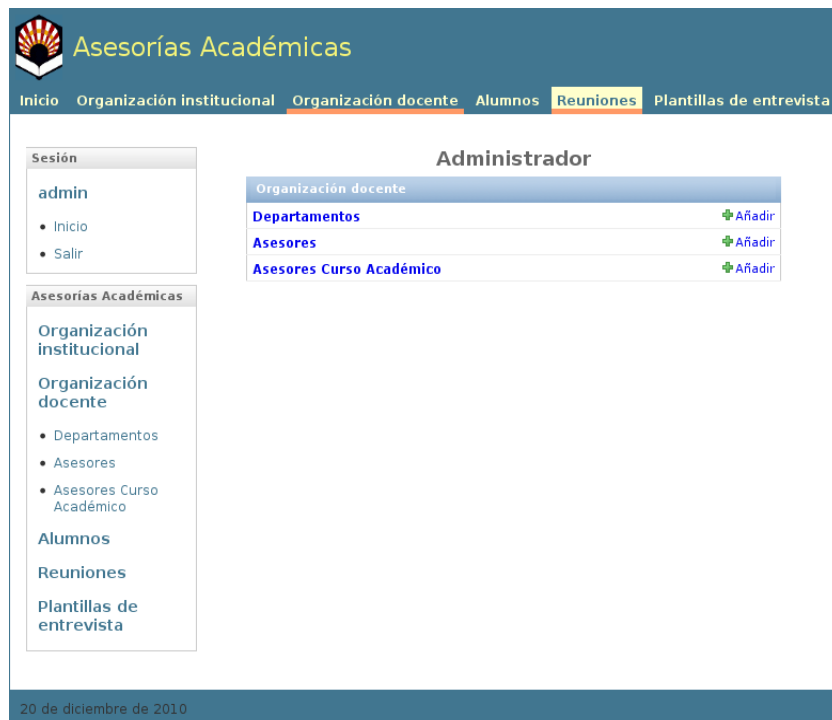 Asesorías Académicas
Inicio Organización institucional Organización docente Alumnos Reuniones Plantillas de entrevista
Sesión
admin
Inicio
Salir
Asesorías Académicas
Organización
institucional
Organización
docente
Departamentos
Asesores
Asesores Curso
Académico
Alumnos
Reuniones
Plantillas de
entrevista
Administrador
Organización docente
Departamentos Añadir
Asesores Añadir
Asesores Curso Académico Añadir
20 de diciembre de 2010